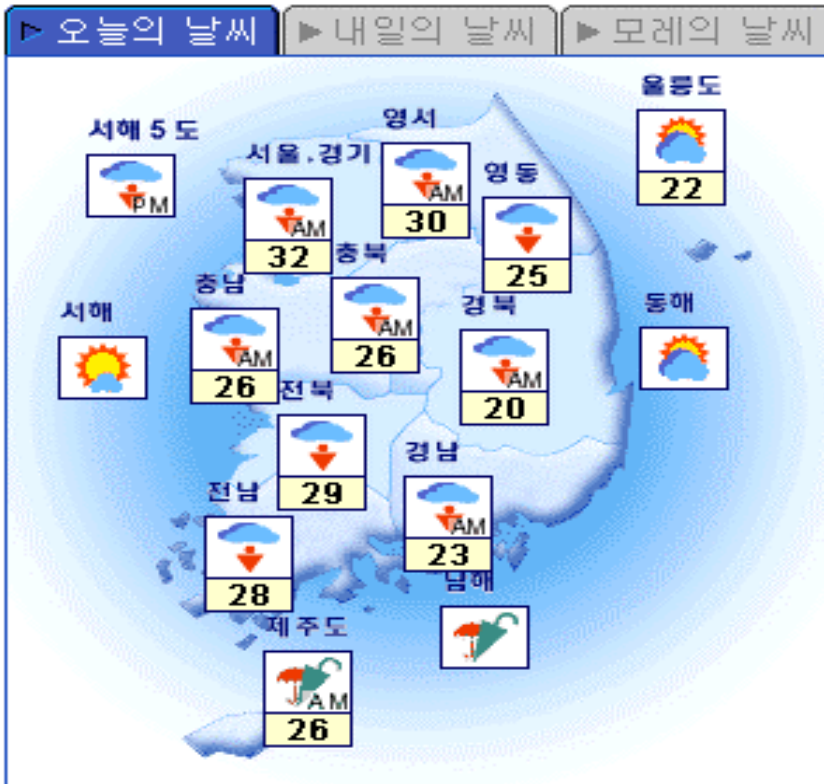 오늘의 날씨
내일의 날씨
모레의 날씨
울릉도
22
서해 5 도
PM
영서
AM
30
서울.경기
AM
32
영동
25
충북
AM
26
충남
AM
26
서해
경북
AM
20
동해
전북
29
경남
AM
23
전남
28
남해
제주도
AM
26